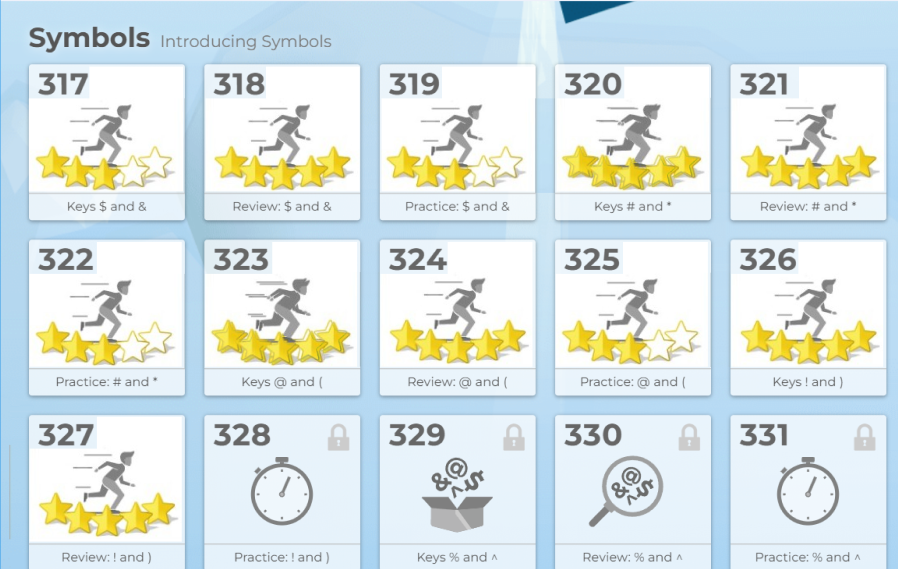 Symbols Introducing Symbols
317 318 319 320 321
Keys $ and & Review: $ and & Practice: $ and & Keys # and * Review: # and *
322 323 324 325 326
Practice: # and * Keys @ and ( Review: @ and ( Practice: @ and ( Keys ! and )
327 328 329 330 331
Review: ! and ) Practice: ! and ) Keys % and ^ Review: % and ^ Practice: % and ^